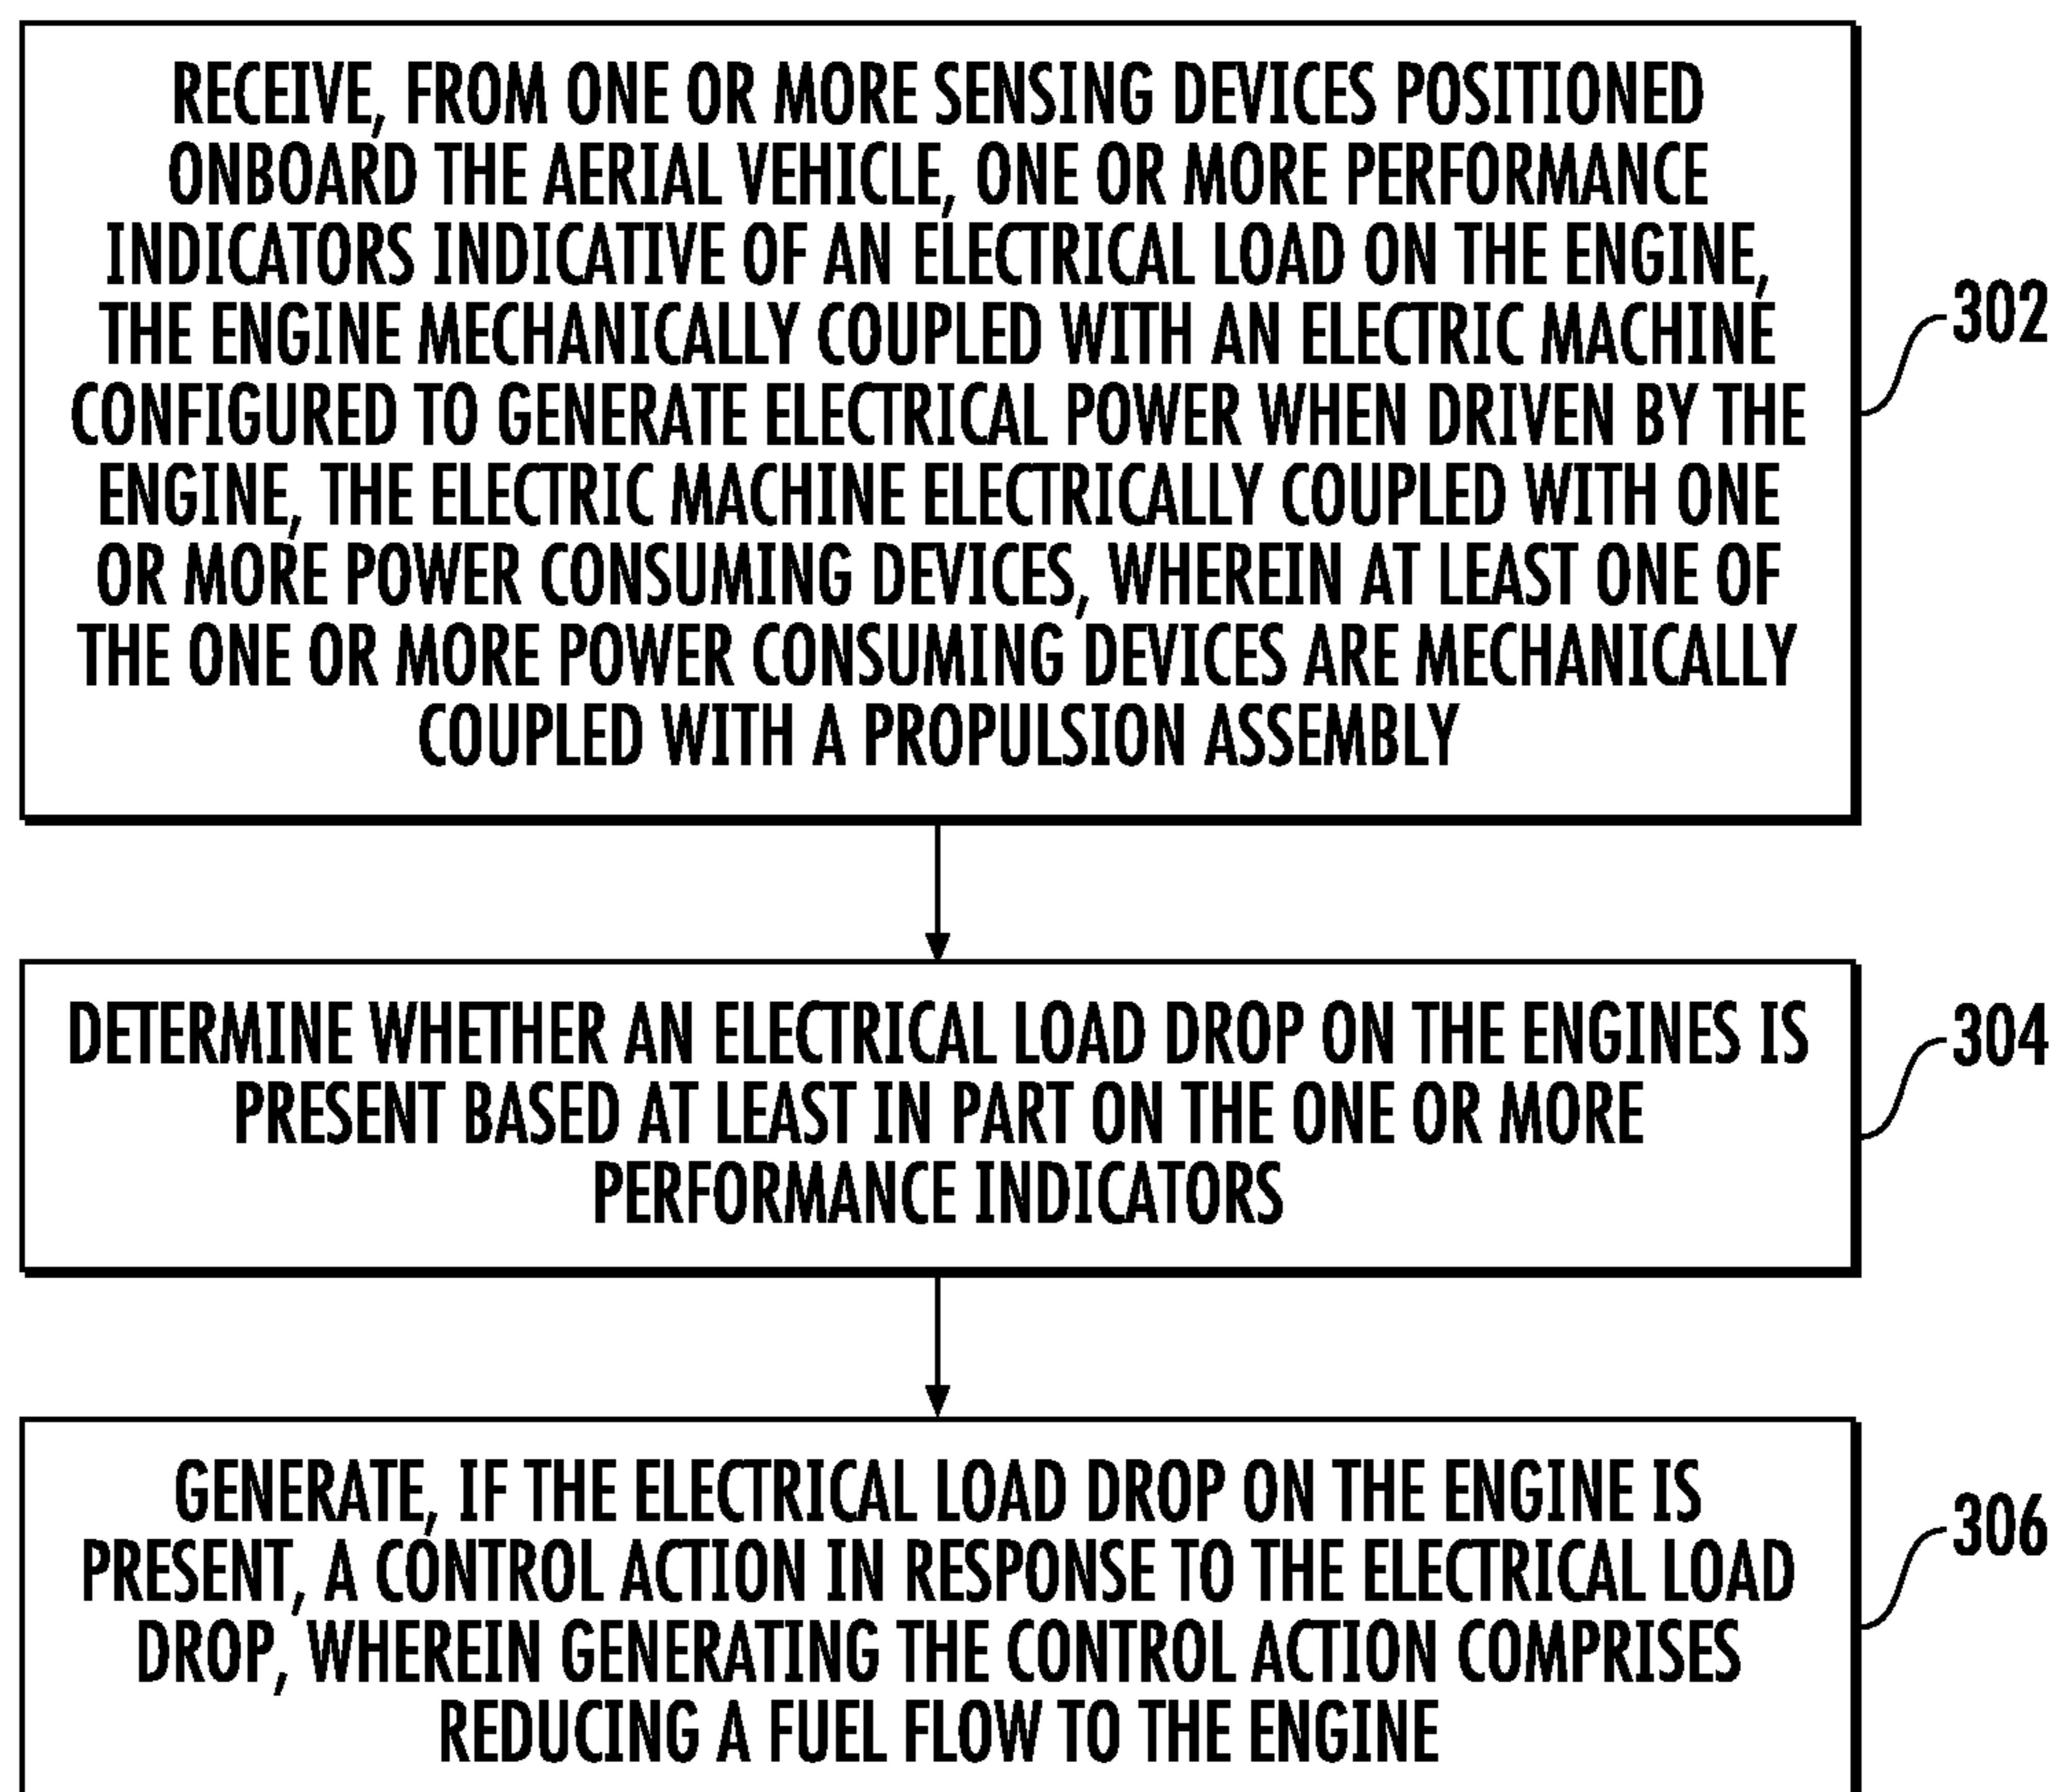 RECEIVE, FROM ONE OR MORE SENSING DEVICES POSITIONED
ONBOARD THE AERIAL VEHICLE, ONE OR MORE PERFORMANCE
INDICATORS INDICATIVE OF AN ELECTRICAL LOAD ON THE ENGINE,
THE ENGINE MECHANICALLY COUPLED WITH AN ELECTRIC MACHINE
CONFIGURED TO GENERATE ELECTRICAL POWER WHEN DRIVEN BY THE
ENGINE, THE ELECTRIC MACHINE ELECTRICALLY COUPLED WITH ONE
OR MORE POWER CONSUMING DEVICES, WHEREIN AT LEAST ONE OF
THE ONE OR MORE POWER CONSUMING DEVICES ARE MECHANICALLY
COUPLED WITH A PROPULSION ASSEMBLY
302
DETERMINE WHETHER AN ELECTRICAL LOAD DROP ON THE ENGINES IS
PRESENT BASED AT LEAST IN PART ON THE ONE OR MORE
PERFORMANCE INDICATORS
304
GENERATE, IF THE ELECTRICAL LOAD DROP ON THE ENGINE IS
PRESENT, A CONTROL ACTION IN RESPONSE TO THE ELECTRICAL LOAD
DROP, WHEREIN GENERATING THE CONTROL ACTION COMPRISES
REDUCING A FUEL FLOW TO THE ENGINE
306